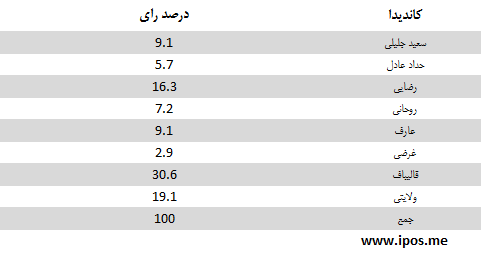 کاندیدا درصد رای
سعید جلیلی 9.1
حداد عادل 5.7
رضایی 16.3
روحانی 7.2
عارف 9.1
غرضی 2.9
قالیباف 30.6
ولایتی 19.1
جمع 100
www.ipos.me